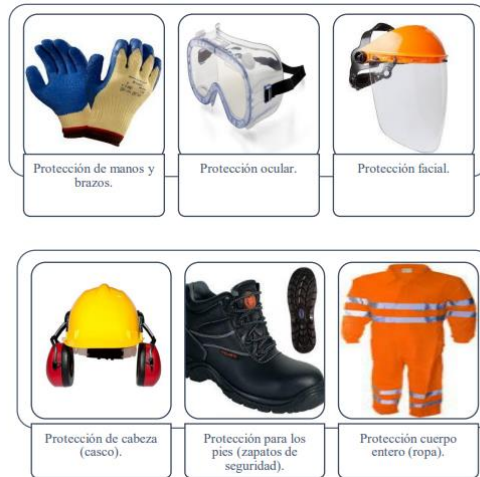 Protección de manos y
brazos.
Protección ocular.
Protección facial.
Protección de cabeza
(casco).
Protección para los
pies (zapatos de
seguridad).
Protección cuerpo
entero (ropa).